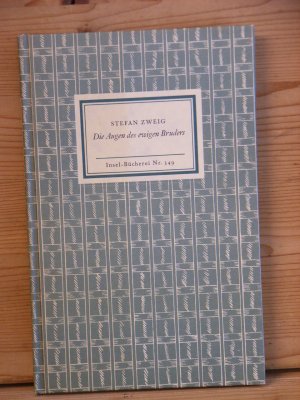 STEFAN ZWEIG
Die Augen des ewigen Bruders
Insel-Bücherei Nr. 349